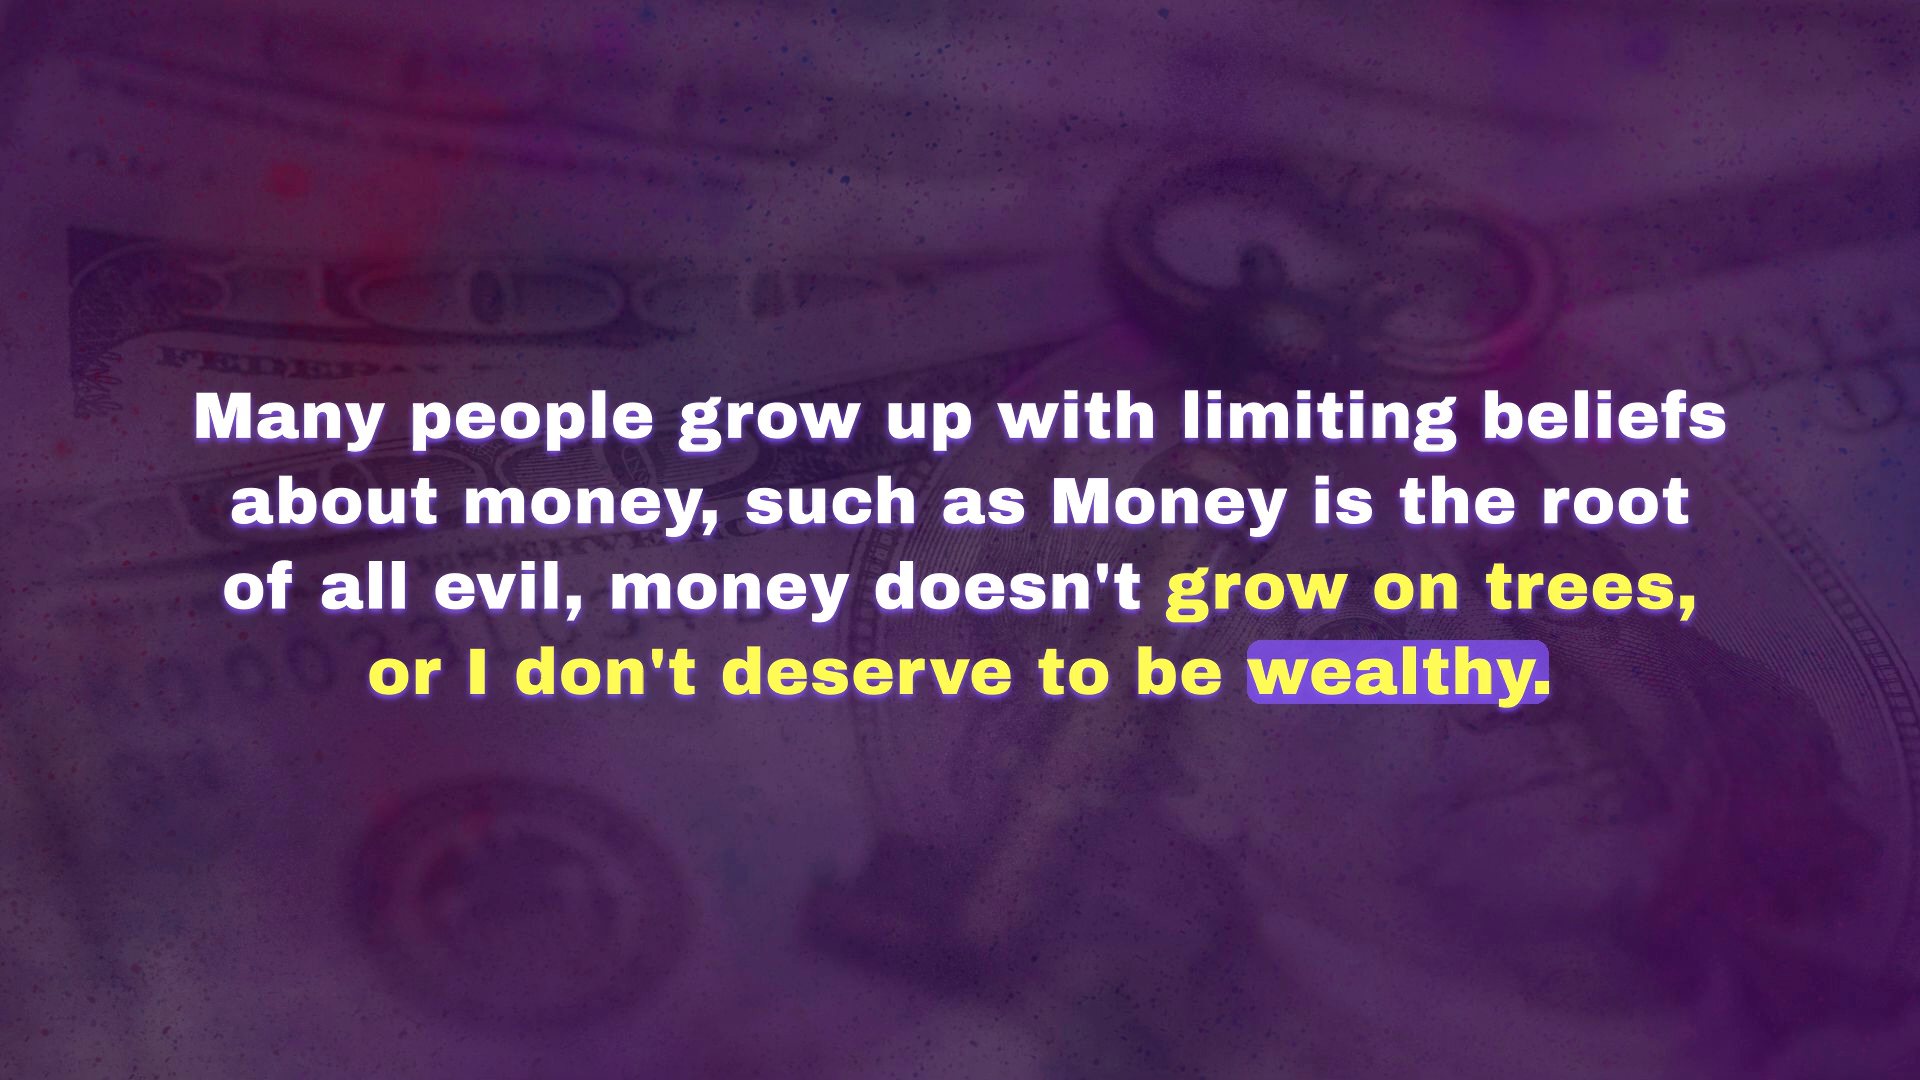 Many people grow up with limiting beliefs
about money, such as Money is the root
of all evil, money doesn't grow on trees,
or I don't deserve to be wealthy.
FEDERA